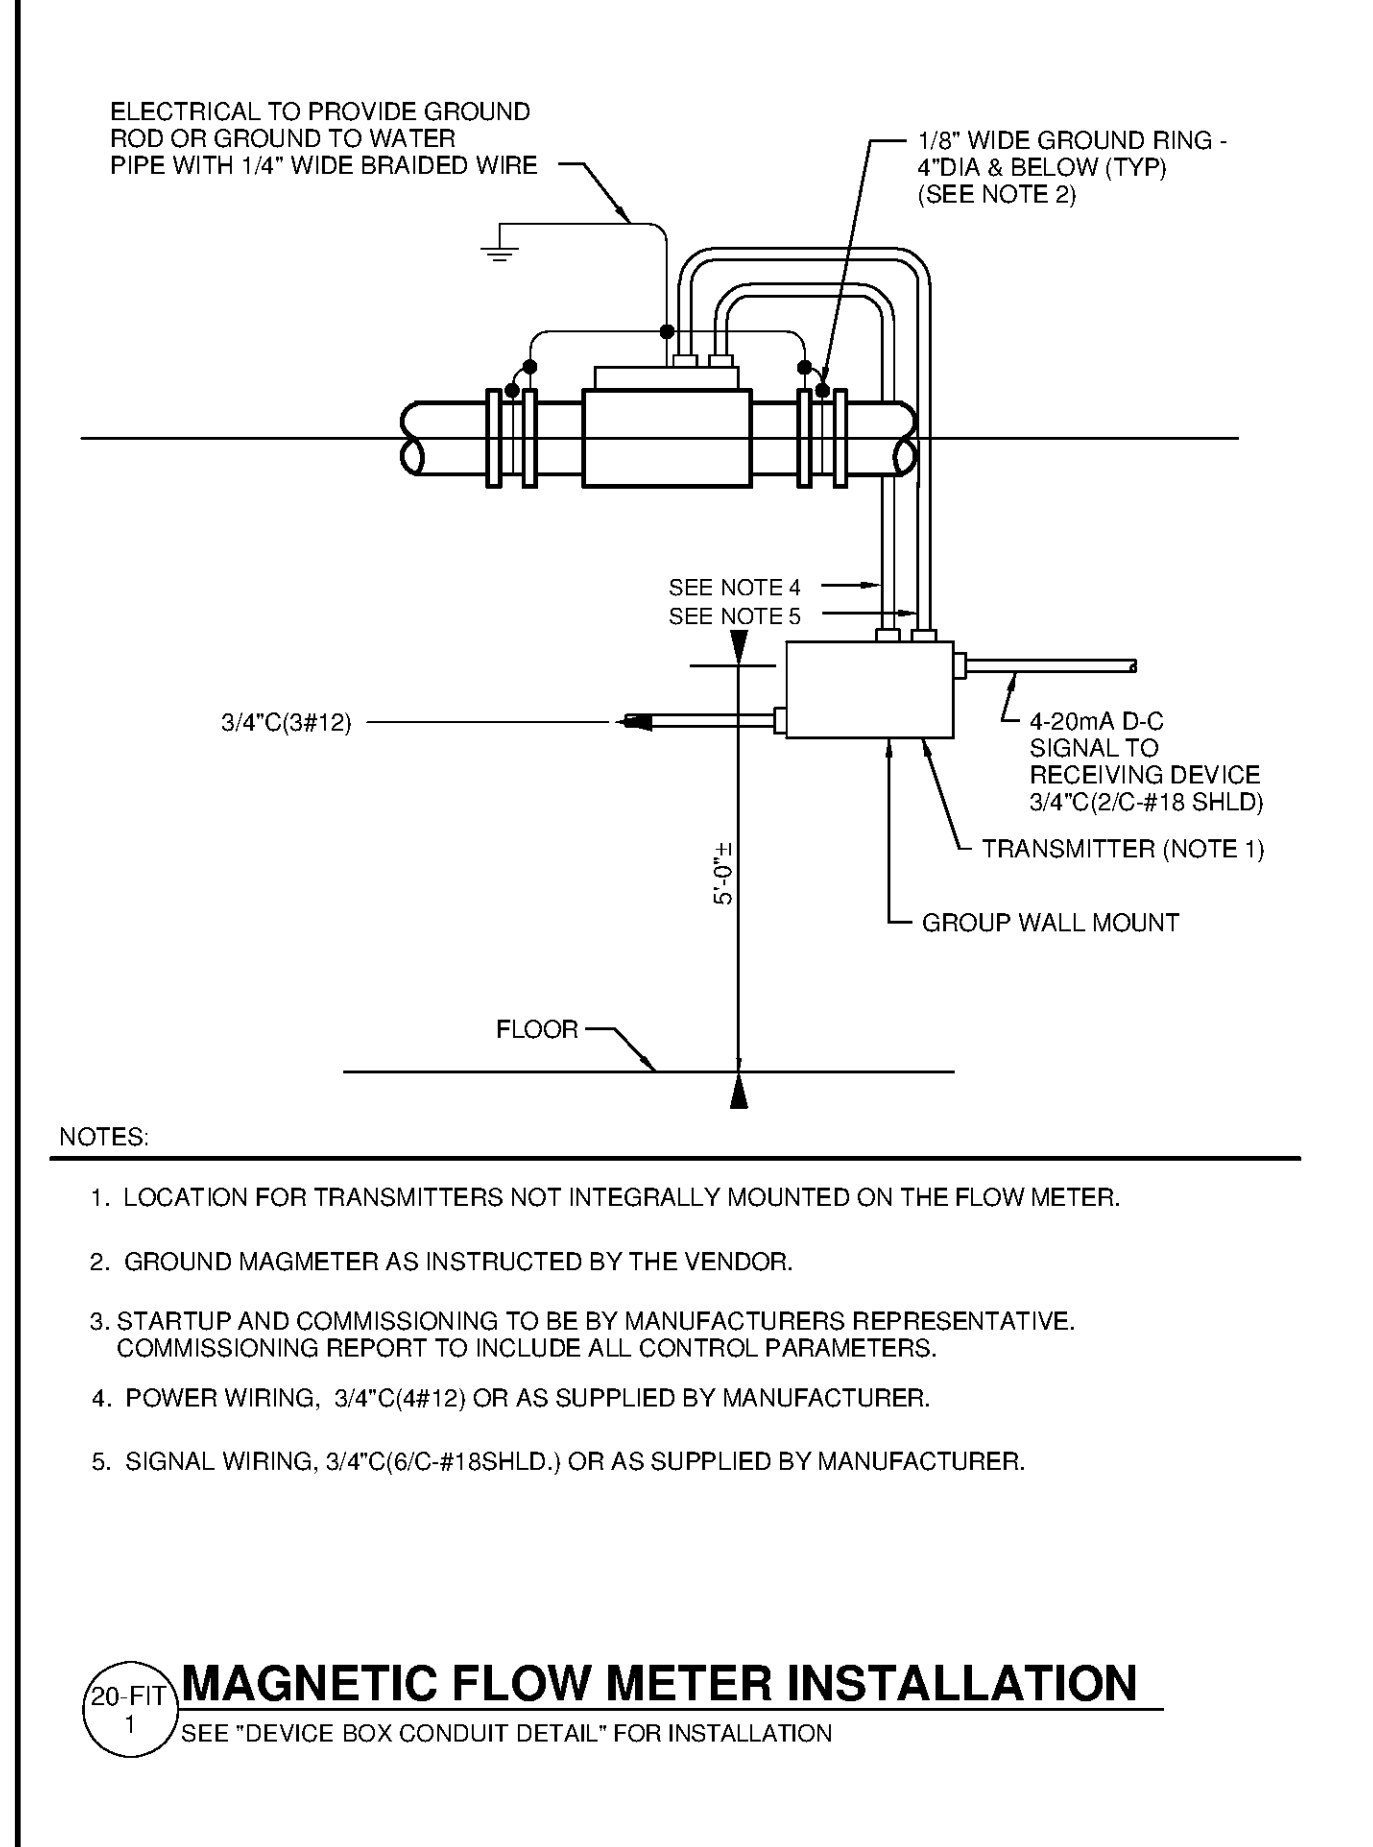 ELECTRICAL TO PROVIDE GROUND
ROD OR GROUND TO WATER
PIPE WITH 1/4" WIDE BRAIDED WIRE
1/8" WIDE GROUND RING -
4"DIA & BELOW (TYP)
(SEE NOTE 2)
SEE NOTE 4
SEE NOTE 5
3/4"C(3#12)
4-20mA D-C
SIGNAL TO
RECEIVING DEVICE
3/4"C(2/C-#18 SHLD)
TRANSMITTER (NOTE 1)
5'-0"±
GROUP WALL MOUNT
FLOOR
NOTES:
1. LOCATION FOR TRANSMITTERS NOT INTEGRALLY MOUNTED ON THE FLOW METER.
2. GROUND MAGMETER AS INSTRUCTED BY THE VENDOR.
3. STARTUP AND COMMISSIONING TO BE BY MANUFACTURERS REPRESENTATIVE.
COMMISSIONING REPORT TO INCLUDE ALL CONTROL PARAMETERS.
4. POWER WIRING, 3/4"C(4#12) OR AS SUPPLIED BY MANUFACTURER.
5. SIGNAL WIRING, 3/4"C(6/C-#18SHLD.) OR AS SUPPLIED BY MANUFACTURER.
20-FIT
1
MAGNETIC FLOW METER INSTALLATION
SEE "DEVICE BOX CONDUIT DETAIL" FOR INSTALLATION